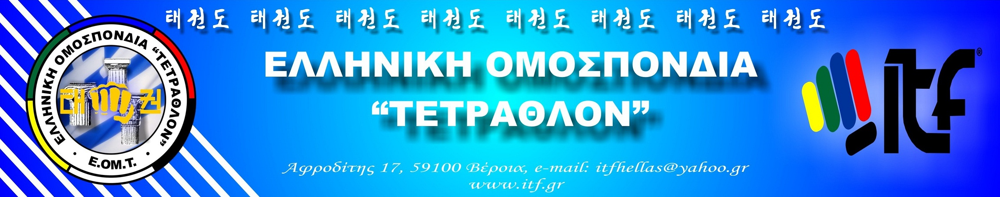 태권도 태권도 태권도 태권도 태권도 태권도 태권도 태권도
ΕΛΛΗΝΙΚΗ ΟΜΟΣΠΟΝΔΙΑ “ΤΕΤΡΑΘΛΟΝ”
· Ε.ΟΜ.Τ. ·
태 권
ΕΛΛΗΝΙΚΗ ΟΜΟΣΠΟΝΔΙΑ
“ΤΕΤΡΑΘΛΟΝ”
Αφροδίτης 17, 59100 Βέροια, e-mail: itfhellas@yahoo.gr
www.itf.gr
itf®